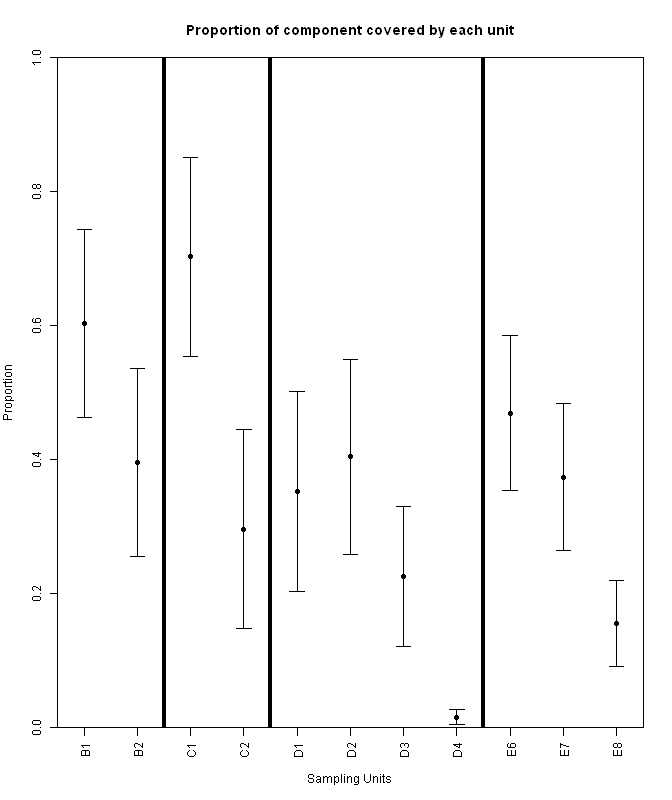 Proportion of component covered by each unit
1.0
0.8
0.6
0.4
0.2
0.0
Proportion
B1 B2 C1 C2 D1 D2 D3 D4 E6 E7 E8
Sampling Units